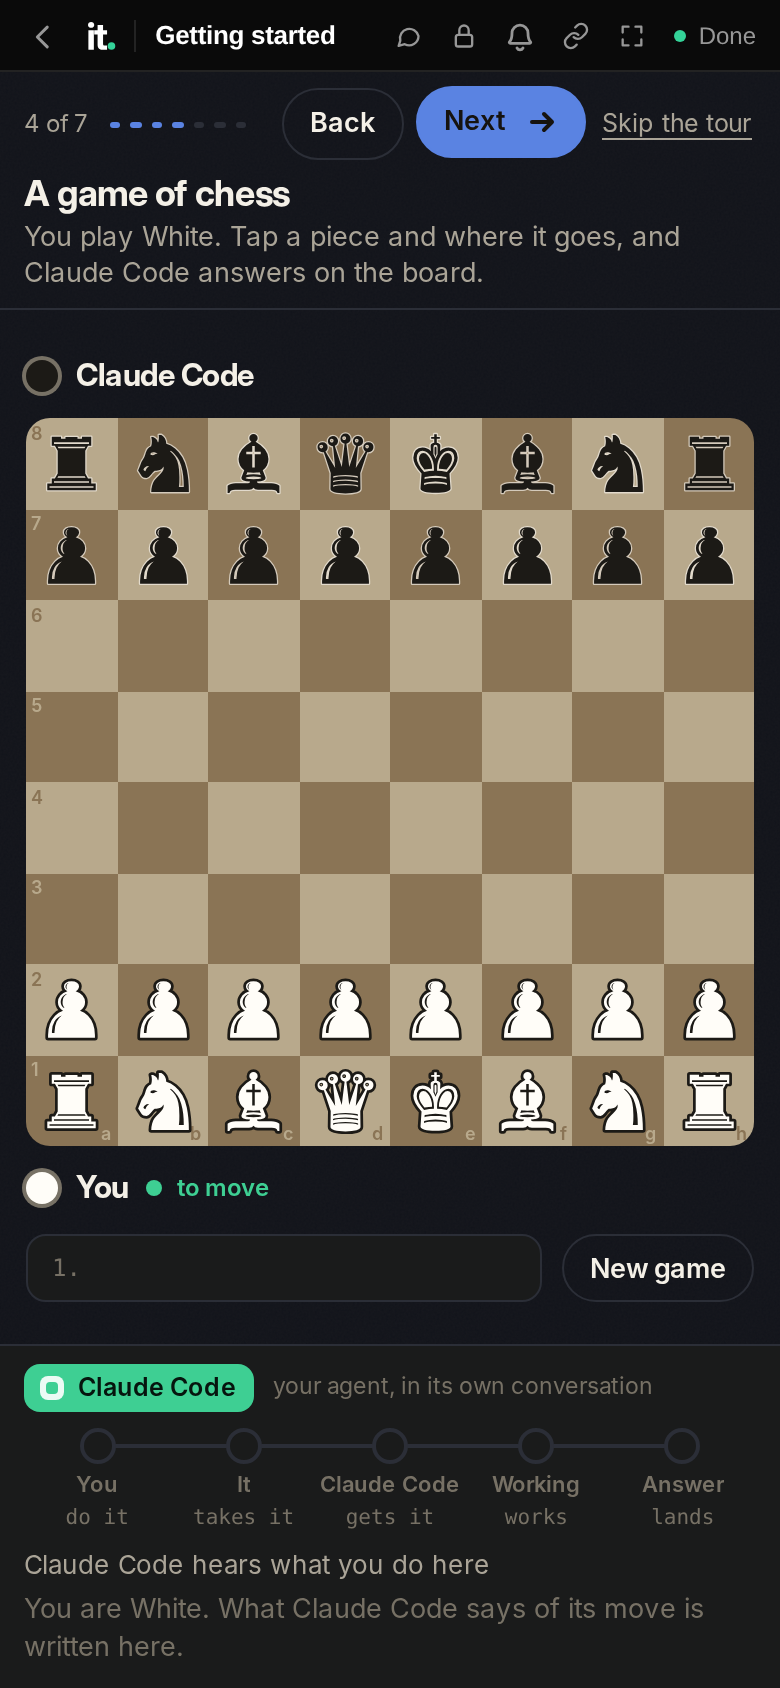 it.
Getting started
Done
4 of 7
Back
Next
Skip the tour
A game of chess
You play White. Tap a piece and where it goes, and
Claude Code answers on the board.
Claude Code
8
7
6
5
4
3
2
1
a b c d e f g h
You
to move
1.
New game
Claude Code
your agent, in its own conversation
You It Claude Code Working Answer
do it takes it gets it works lands
Claude Code hears what you do here
You are White. What Claude Code says of its move is
written here.